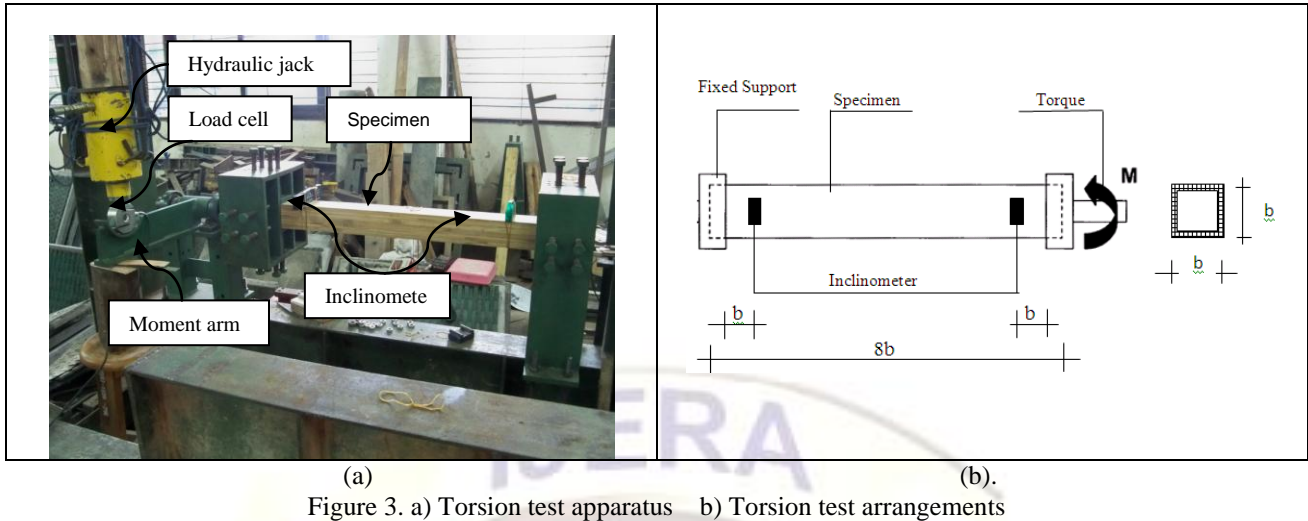 Hydraulic jack
Load cell
Specimen
Inclinomete
Moment arm
Fixed Support
Specimen
Torque
M
b
b
Inclinometer
b
b
8b
IJERA
(a)
(b).
Figure 3. a) Torsion test apparatus b) Torsion test arrangements